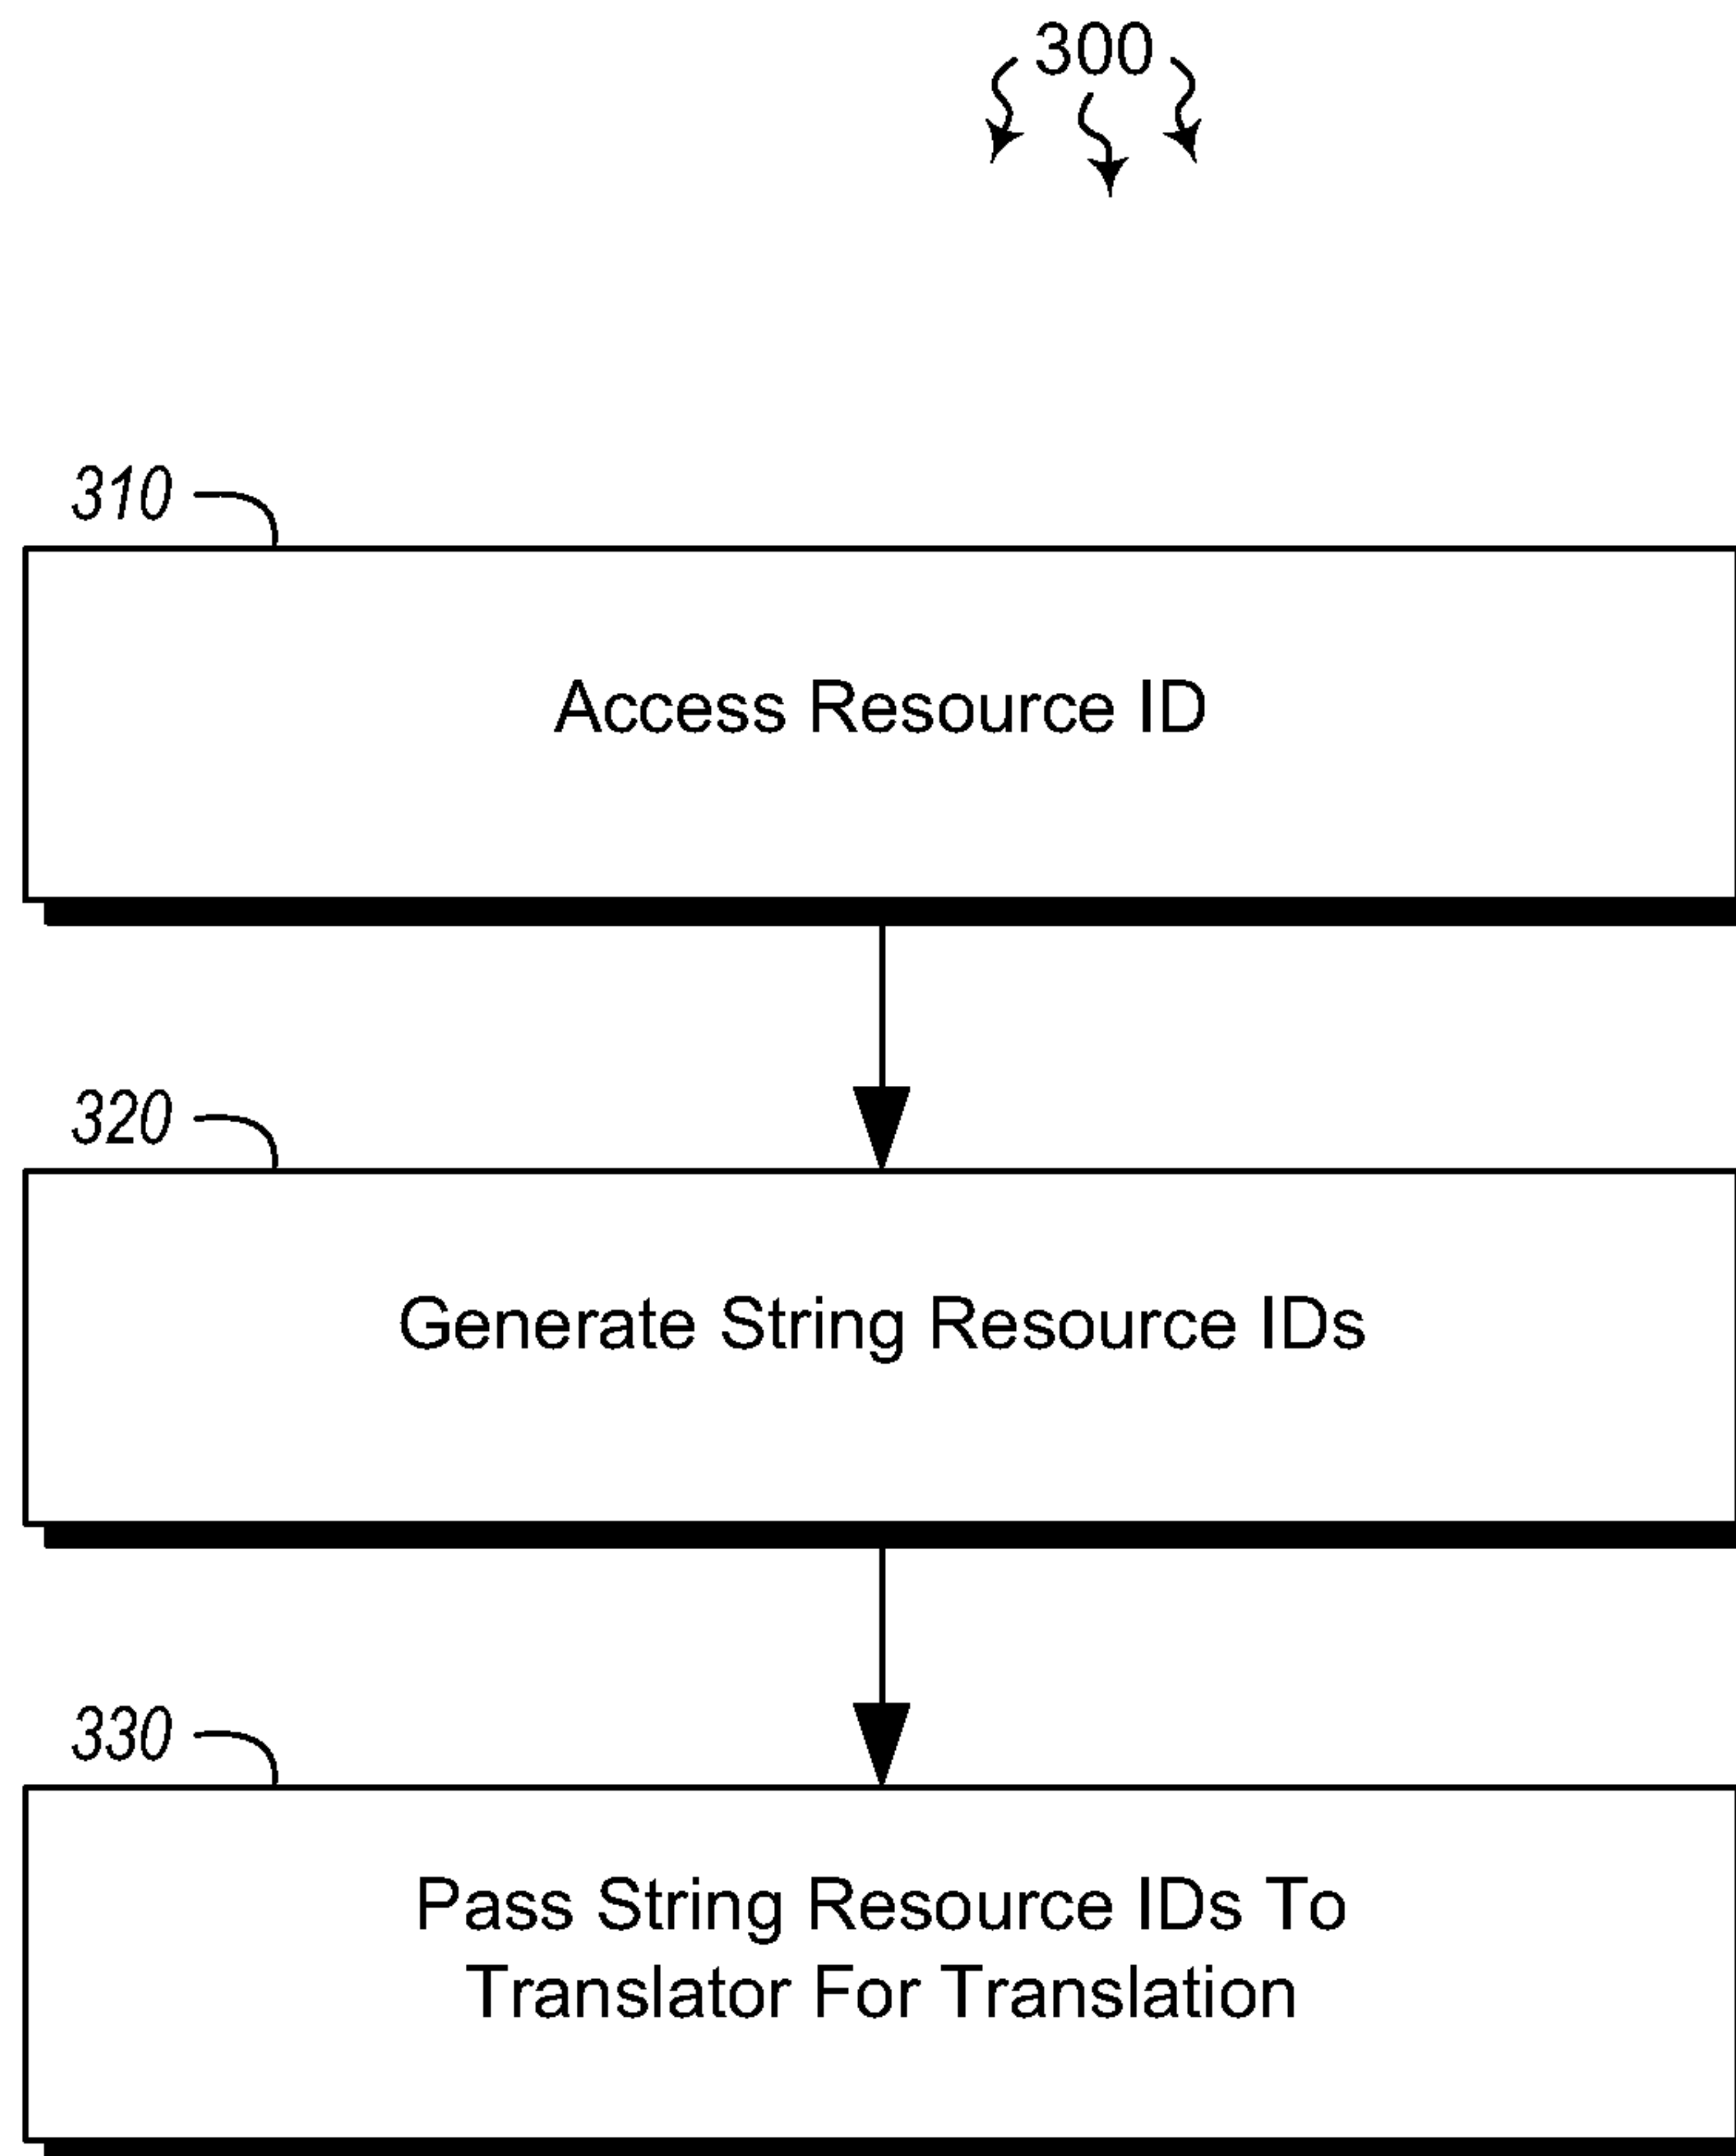 300
310
Access Resource ID
320
Generate String Resource IDs
330
Pass String Resource IDs To
Translator For Translation